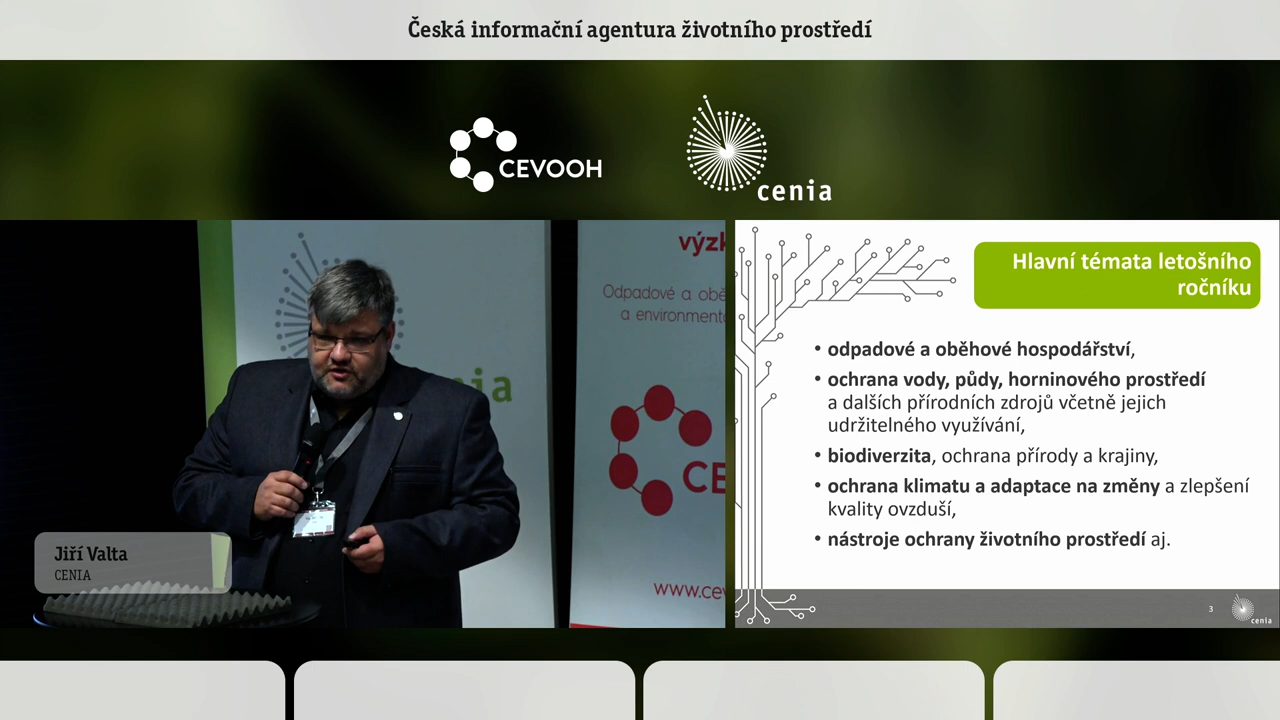 Česká informační agentura životního prostředí
CEVOOH
cenia
výzk
Odpadové a obě
a environmento
CE
www.cev
Jiří Valta
CENIA
Hlavní témata letošního
ročníku
• odpadové a oběhové hospodářství,
• ochrana vody, půdy, horninového prostředí
a dalších přírodních zdrojů včetně jejich
udržitelného využívání,
• biodiverzita, ochrana přírody a krajiny,
• ochrana klimatu a adaptace na změny a zlepšení
kvality ovzduší,
• nástroje ochrany životního prostředí aj.
3
cenia